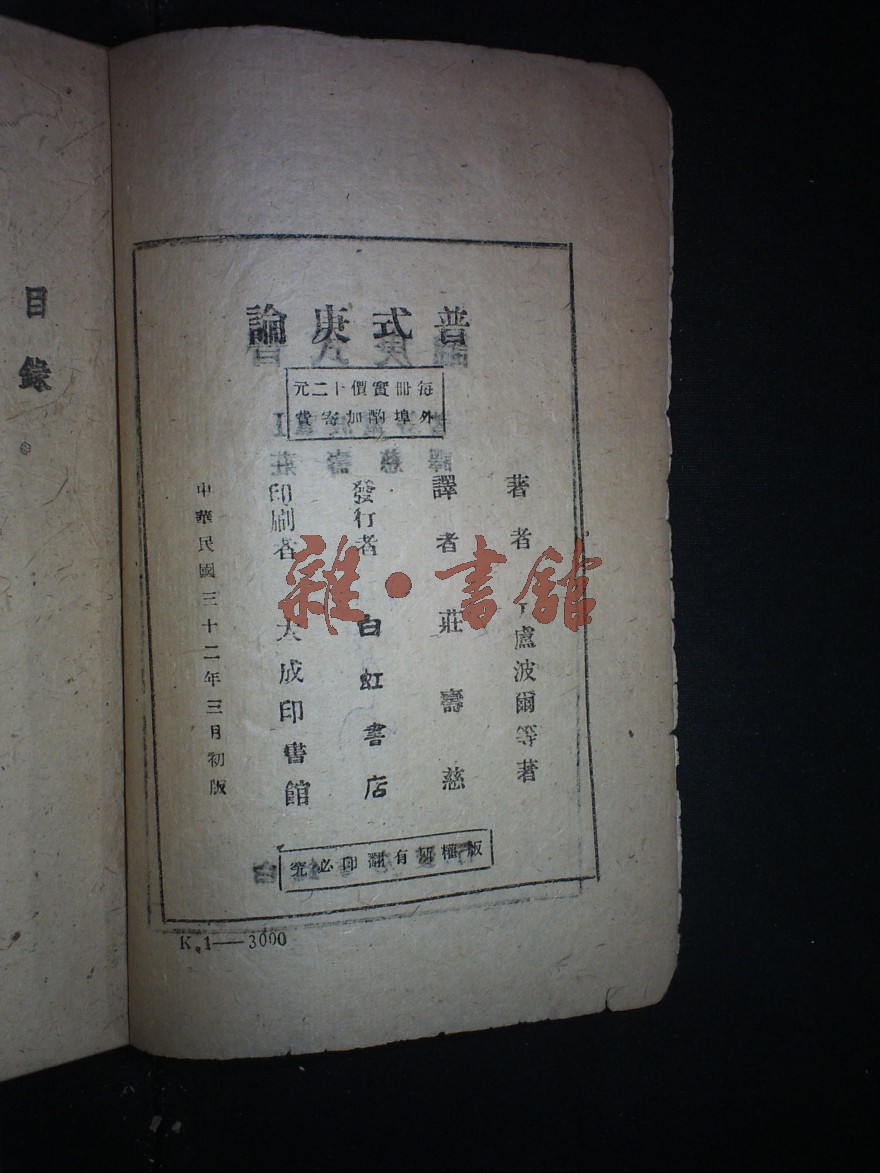 普式庚論
每冊實價十二元
外埠酌加寄費
著者 盧波爾等著
譯者 莊壽慈
發行者 白虹書店
印刷者 大成印書館
中華民國三十二年三月初版
版權所有翻印必究
K.1—3000
目錄
雜·書館